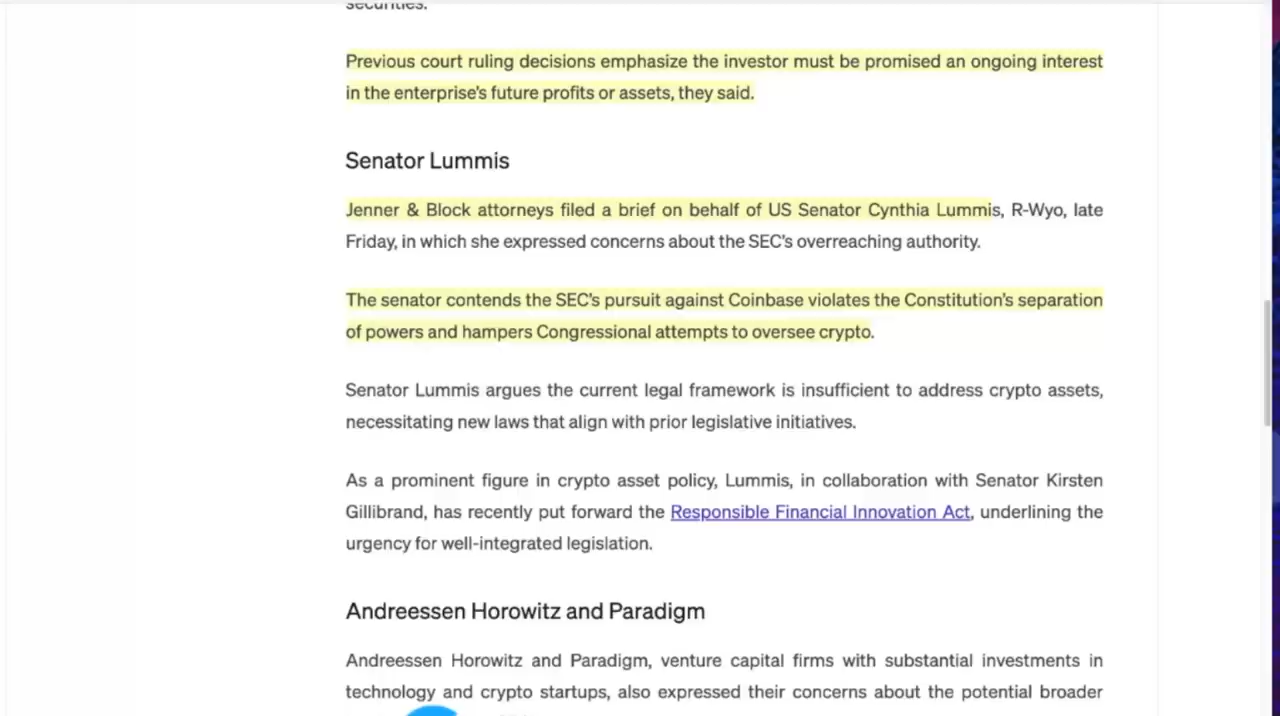 securities.
Previous court ruling decisions emphasize the investor must be promised an ongoing interest
in the enterprise's future profits or assets, they said.
Senator Lummis
Jenner & Block attorneys filed a brief on behalf of US Senator Cynthia Lummis, R-Wyo, late
Friday, in which she expressed concerns about the SEC's overreaching authority.
The senator contends the SEC's pursuit against Coinbase violates the Constitution's separation
of powers and hampers Congressional attempts to oversee crypto.
Senator Lummis argues the current legal framework is insufficient to address crypto assets,
necessitating new laws that align with prior legislative initiatives.
As a prominent figure in crypto asset policy, Lummis, in collaboration with Senator Kirsten
Gillibrand, has recently put forward the Responsible Financial Innovation Act, underlining the
urgency for well-integrated legislation.
Andreessen Horowitz and Paradigm
Andreessen Horowitz and Paradigm, venture capital firms with substantial investments in
technology and crypto startups, also expressed their concerns about the potential broader